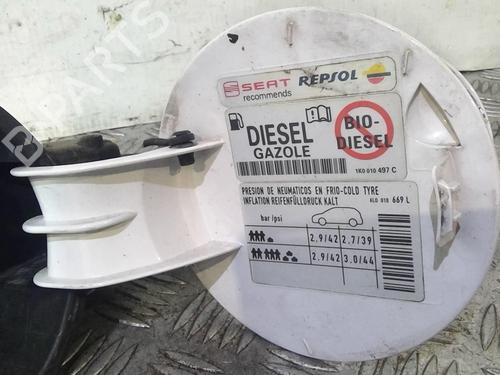 SEAT REPSOL
recommends
DIESEL
GAZOLE
BIO-
DIESEL
1K0 010 497 C
PRESION DE NEUMATICOS EN FRIO-COLD TYRE
INFLATION REIFENFÜLLDRUCK KALT
6L0 010 669 L
bar/psi
2.9/42 2.7/39
2.9/42 3.0/44
PARTS